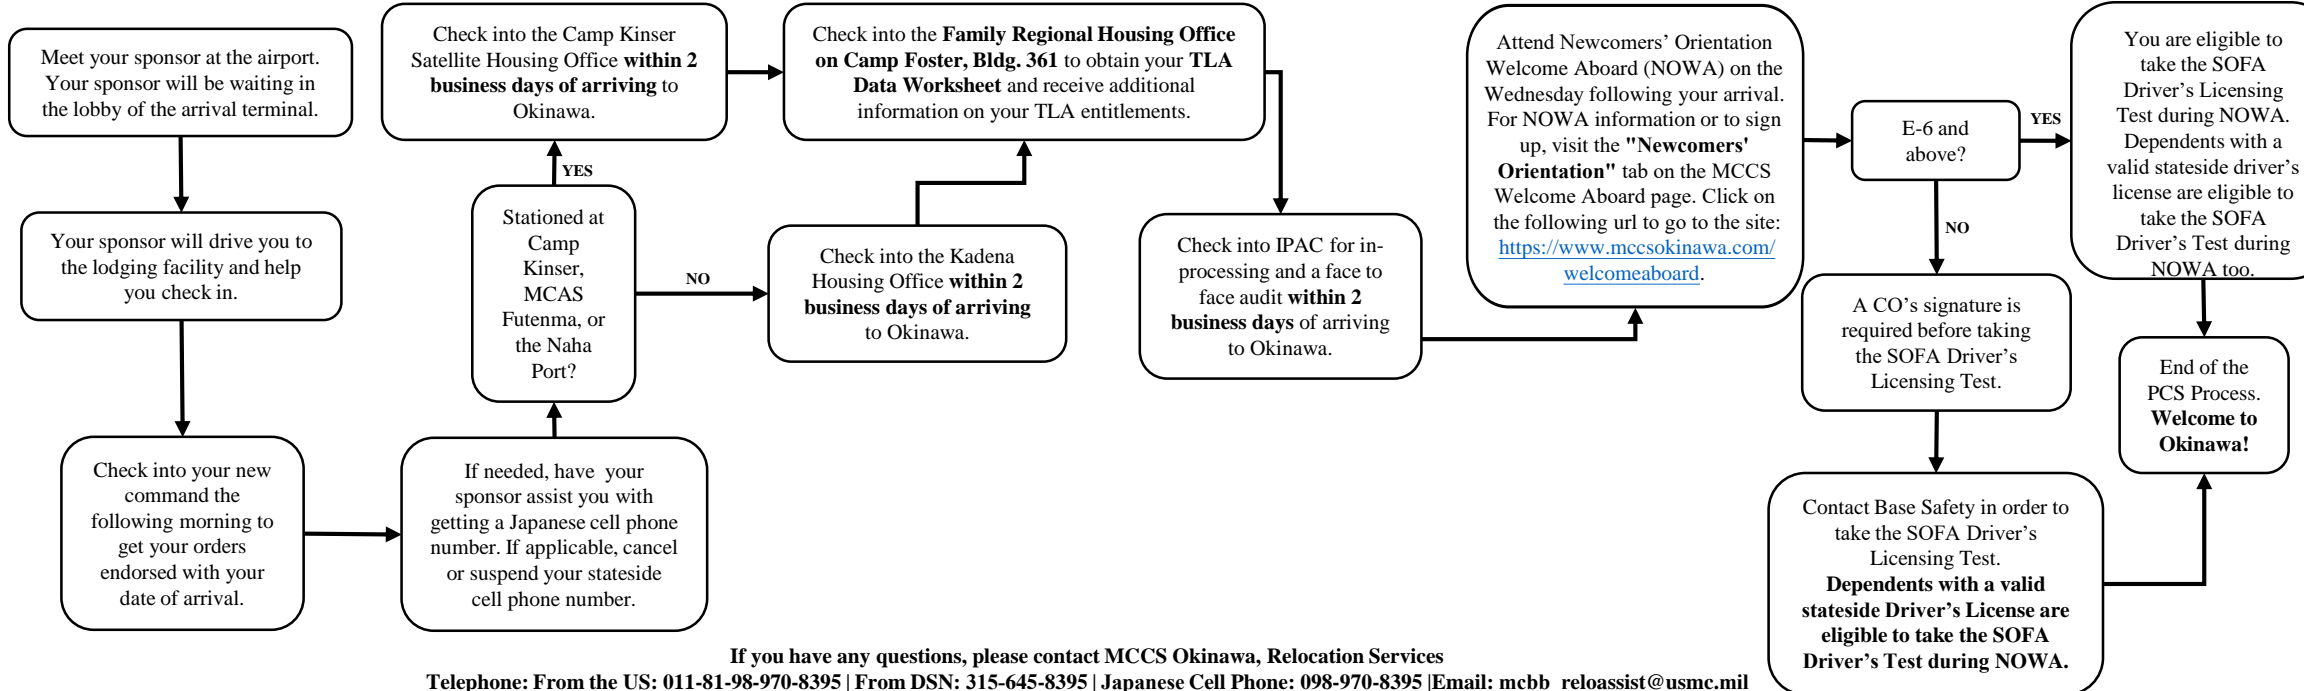 Meet your sponsor at the airport.
Your sponsor will be waiting in
the lobby of the arrival terminal.
Your sponsor will drive you to
the lodging facility and help
you check in.
Check into your new
command the
following morning to
get your orders
endorsed with your
date of arrival.
If needed, have your
sponsor assist you with
getting a Japanese cell phone
number. If applicable, cancel
or suspend your stateside
cell phone number.
Stationed at
Camp
Kinser,
MCAS
Futenma, or
the Naha
Port?
YES
Check into the Camp Kinser
Satellite Housing Office within 2
business days of arriving to
Okinawa.
NO
Check into the Kadena
Housing Office within 2
business days of arriving
to Okinawa.
Check into the Family Regional Housing Office
on Camp Foster, Bldg. 361 to obtain your TLA
Data Worksheet and receive additional
information on your TLA entitlements.
Check into IPAC for in-
processing and a face to
face audit within 2
business days of arriving
to Okinawa.
Attend Newcomers’ Orientation
Welcome Aboard (NOWA) on the
Wednesday following your arrival.
For NOWA information or to sign
up, visit the "Newcomers'
Orientation" tab on the MCCS
Welcome Aboard page. Click on
the following url to go to the site:
https://www.mccsokinawa.com/
welcomeaboard.
E-6 and
above?
YES
You are eligible to
take the SOFA
Driver’s Licensing
Test during NOWA.
Dependents with a
valid stateside driver’s
license are eligible to
take the SOFA
Driver’s Test during
NOWA too.
NO
A CO’s signature is
required before taking
the SOFA Driver’s
Licensing Test.
Contact Base Safety in order to
take the SOFA Driver’s
Licensing Test.
Dependents with a valid
stateside Driver’s License are
eligible to take the SOFA
Driver’s Test during NOWA.
End of the
PCS Process.
Welcome to
Okinawa!
If you have any questions, please contact MCCS Okinawa, Relocation Services
Telephone: From the US: 011-81-98-970-8395 | From DSN: 315-645-8395 | Japanese Cell Phone: 098-970-8395 |Email: mcbb_reloassist@usmc.mil